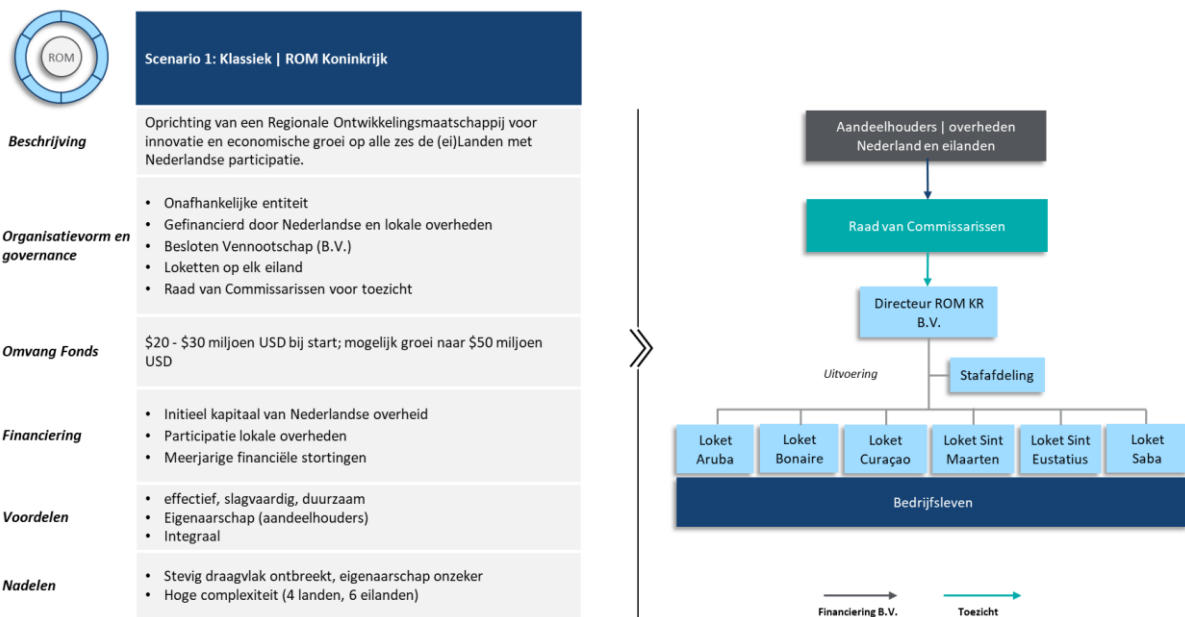 ROM
Scenario 1: Klassiek | ROM Koninkrijk
Beschrijving
Oprichting van een Regionale Ontwikkelingsmaatschappij voor
innovatie en economische groei op alle zes de (ei)Landen met
Nederlandse participatie.
Organisatievorm en
governance
• Onafhankelijke entiteit
• Gefinancierd door Nederlandse en lokale overheden
• Besloten Vennootschap (B.V.)
• Loketten op elk eiland
• Raad van Commissarissen voor toezicht
Omvang Fonds
$20 - $30 miljoen USD bij start; mogelijk groei naar $50 miljoen
USD
Financiering
• Initieel kapitaal van Nederlandse overheid
• Participatie lokale overheden
• Meerjarige financiële stortingen
Voordelen
• effectief, slagvaardig, duurzaam
• Eigenaarschap (aandeelhouders)
• Integraal
Nadelen
• Stevig draagvlak ontbreekt, eigenaarschap onzeker
• Hoge complexiteit (4 landen, 6 eilanden)
Aandeelhouders | overheden
Nederland en eilanden
Raad van Commissarissen
Directeur ROM KR
B.V.
Uitvoering
Stafafdeling
Loket
Aruba
Loket
Bonaire
Loket
Curaçao
Loket Sint
Maarten
Loket Sint
Eustatius
Loket
Saba
Bedrijfsleven
Financiering B.V.
Toezicht